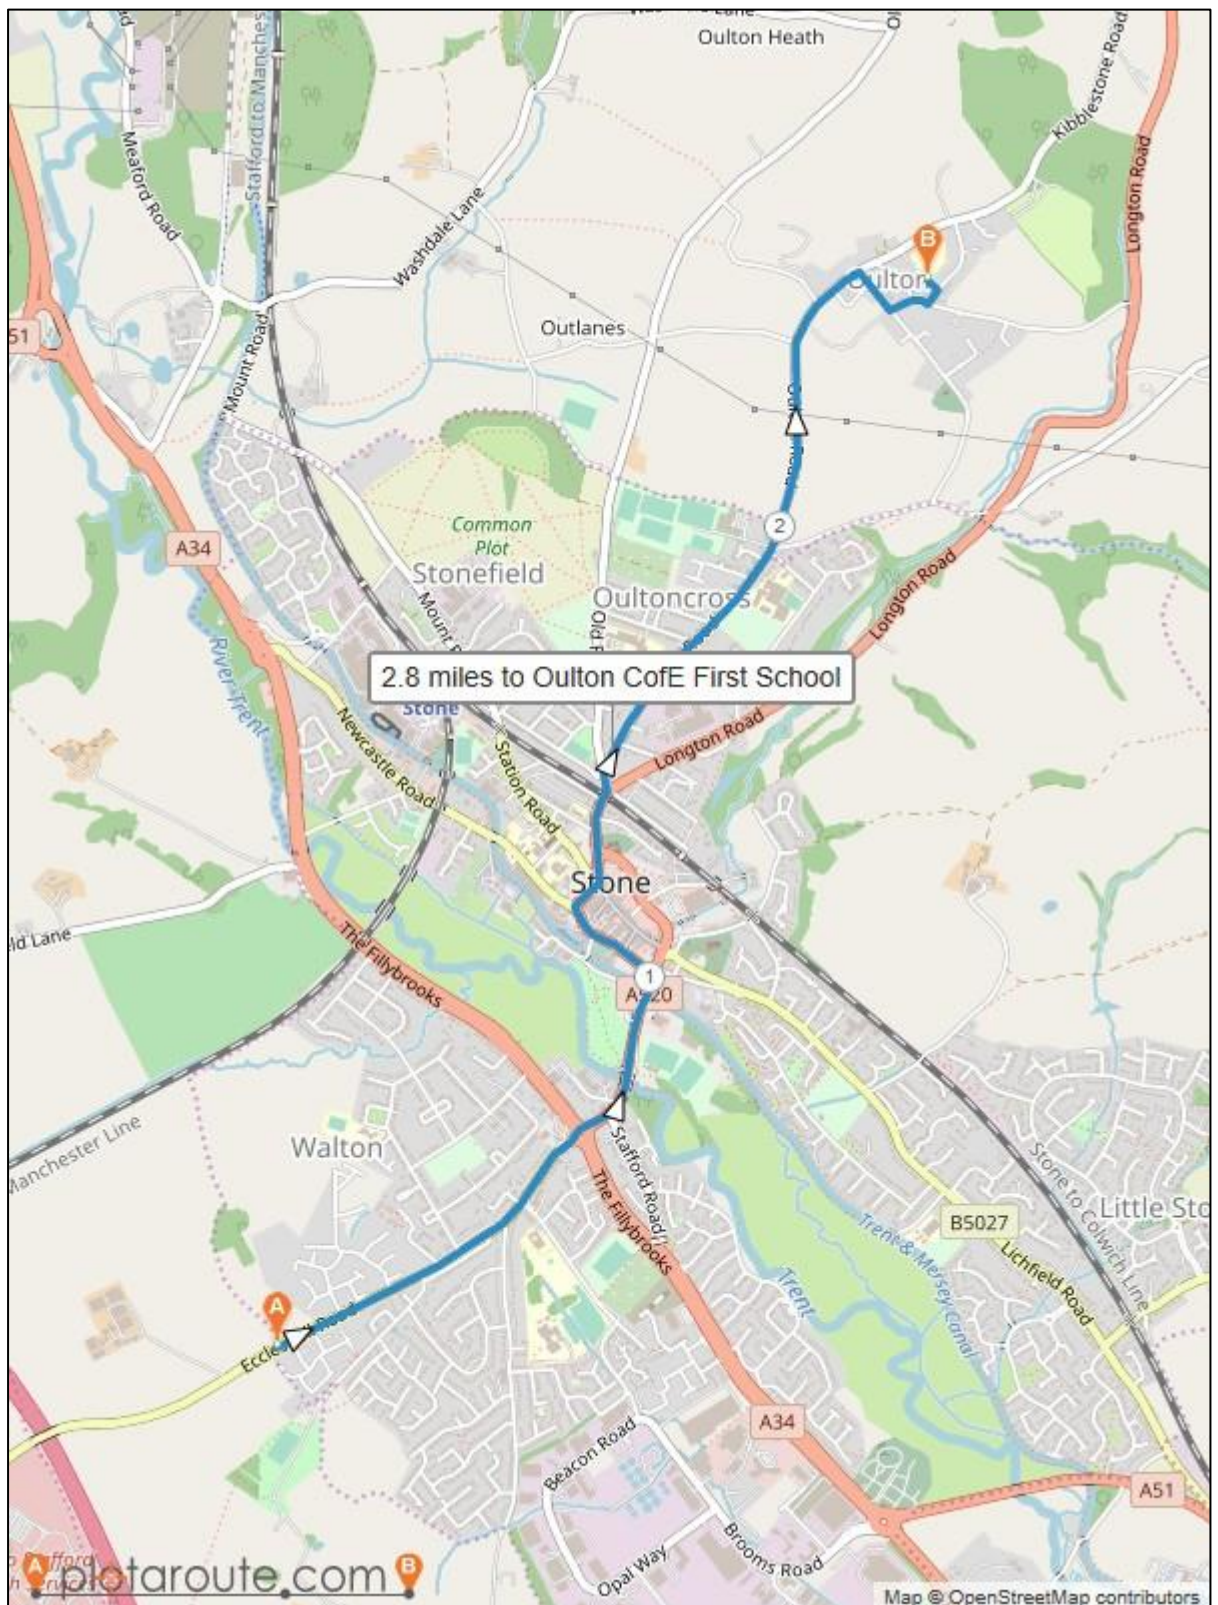 Oulton Heath
Kibblestone Road
Stafford to Manches
Meaford Road
Longton Road
Washdale Lane
B
Oulton
A51
51
Outlanes
Mount Road
Road
2
Common
Plot
A34
Stonefield
Oultoncross
Longton Road
Mount R
Old R
River Trent
2.8 miles to Oulton CofE First School
Stone
Longton Road
Newcastle Road
Station Road
Stone
ld Lane
The Fillybrooks
1
A520
Manchester Line
Walton
Stafford Road
The Fillybrooks
Stone to Colwich Line
Little Sto
B5027
Trent & Mersey Canal
Lichfield Road
Trent
A
Eccle
Road
A34
Beacon Road
A51
Brooms Road
Opal Way
A plotaroute.com B
Map © OpenStreetMap contributors